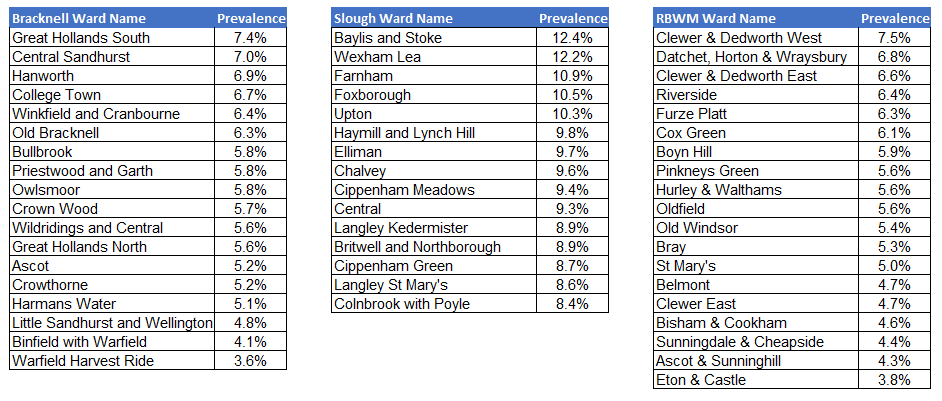 Bracknell Ward Name Prevalence
Great Hollands South 7.4%
Central Sandhurst 7.0%
Hanworth 6.9%
College Town 6.7%
Winkfield and Cranbourne 6.4%
Old Bracknell 6.3%
Bullbrook 5.8%
Priestwood and Garth 5.8%
Owlsmoor 5.8%
Crown Wood 5.7%
Wildridings and Central 5.6%
Great Hollands North 5.6%
Ascot 5.2%
Crowthorne 5.2%
Harmans Water 5.1%
Little Sandhurst and Wellington 4.8%
Binfield with Warfield 4.1%
Warfield Harvest Ride 3.6%
Slough Ward Name Prevalence
Baylis and Stoke 12.4%
Wexham Lea 12.2%
Farnham 10.9%
Foxborough 10.5%
Upton 10.3%
Haymill and Lynch Hill 9.8%
Elliman 9.7%
Chalvey 9.6%
Cippenham Meadows 9.4%
Central 9.3%
Langley Kedermister 8.9%
Britwell and Northborough 8.9%
Cippenham Green 8.7%
Langley St Mary's 8.6%
Colnbrook with Poyle 8.4%
RBWM Ward Name Prevalence
Clewer & Dedworth West 7.5%
Datchet, Horton & Wraysbury 6.8%
Clewer & Dedworth East 6.6%
Riverside 6.4%
Furze Platt 6.3%
Cox Green 6.1%
Boyn Hill 5.9%
Pinkneys Green 5.6%
Hurley & Walthams 5.6%
Oldfield 5.6%
Old Windsor 5.4%
Bray 5.3%
St Mary's 5.0%
Belmont 4.7%
Clewer East 4.7%
Bisham & Cookham 4.6%
Sunningdale & Cheapside 4.4%
Ascot & Sunninghill 4.3%
Eton & Castle 3.8%